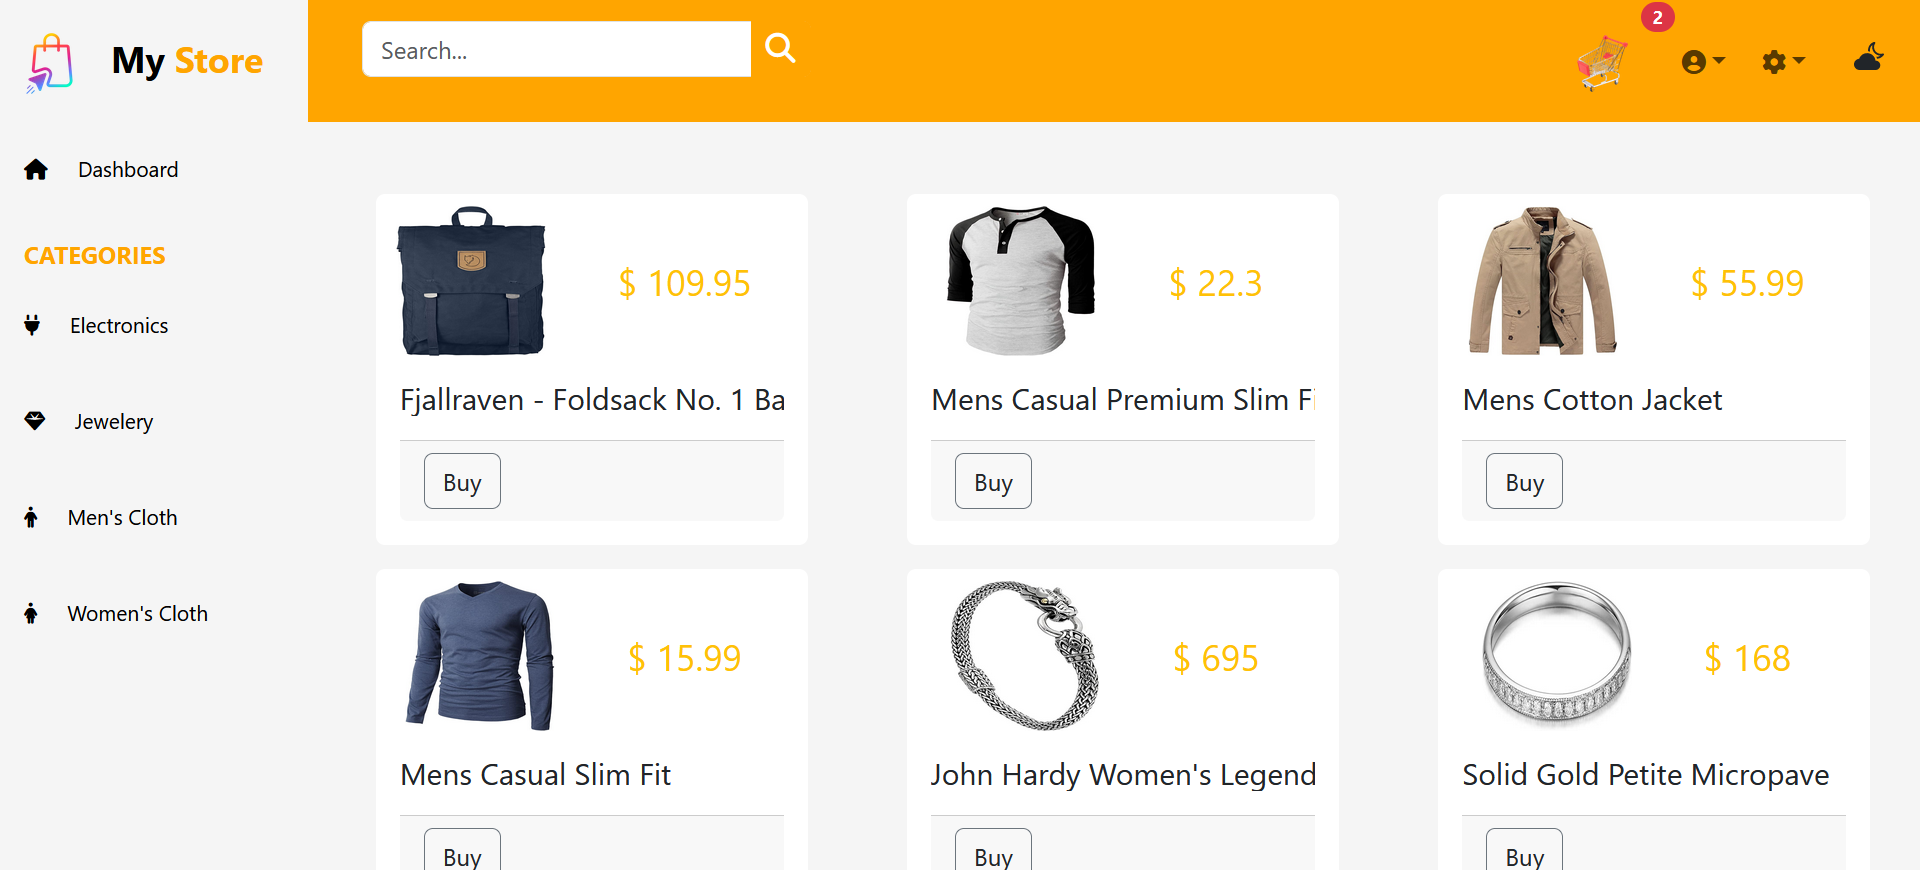 My Store
Search...
2
Dashboard
CATEGORIES
Electronics
Jewelery
Men's Cloth
Women's Cloth
$ 109.95
Fjallraven - Foldsack No. 1 Ba
Buy
$ 22.3
Mens Casual Premium Slim Fi
Buy
$ 55.99
Mens Cotton Jacket
Buy
$ 15.99
Mens Casual Slim Fit
Buy
$ 695
John Hardy Women's Legend
Buy
$ 168
Solid Gold Petite Micropave
Buy